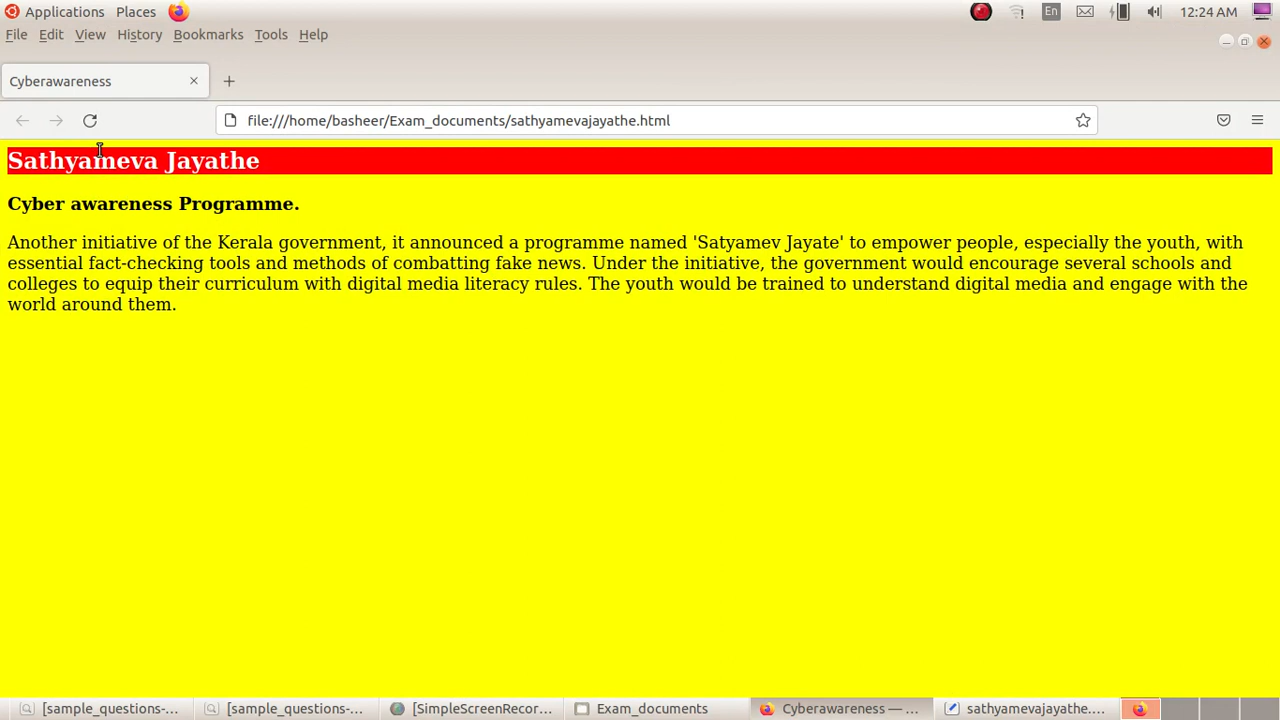 Applications Places En 12:24 AM
File Edit View History Bookmarks Tools Help
Cyberawareness × +
file:///home/basheer/Exam_documents/sathyamevajayathe.html
Sathyameva Jayathe
Cyber awareness Programme.
Another initiative of the Kerala government, it announced a programme named 'Satyamev Jayate' to empower people, especially the youth, with
essential fact-checking tools and methods of combatting fake news. Under the initiative, the government would encourage several schools and
colleges to equip their curriculum with digital media literacy rules. The youth would be trained to understand digital media and engage with the
world around them.
[sample_questions-... [sample_questions-... [SimpleScreenRecor... Exam_documents Cyberawareness — ... sathyamevajayathe....